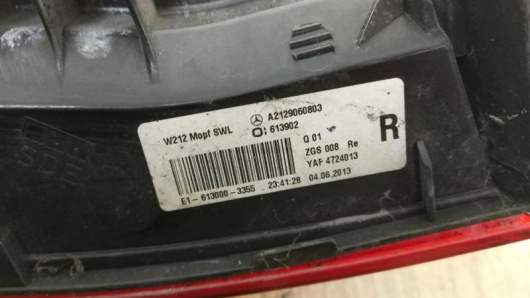 W212 Mopf SWL A2129060803
613902
Q 01
ZGS 008 Re
YAF 4724013
R
E1-613000-3355 23:41:28 04.06.2013